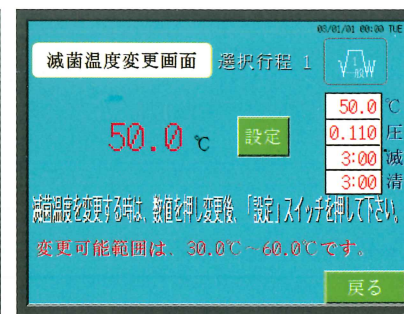 03/01/01 00:00 TUE
滅菌温度変更画面 選択行程 1
1
一般
50.0 ℃
設定
50.0 ℃
0.110 圧
3:00 滅
3:00 清
滅菌温度を変更する時は、数値を押し変更後、「設定」スイッチを押して下さい。
変更可能範囲は、30.0℃～60.0℃です。
戻る